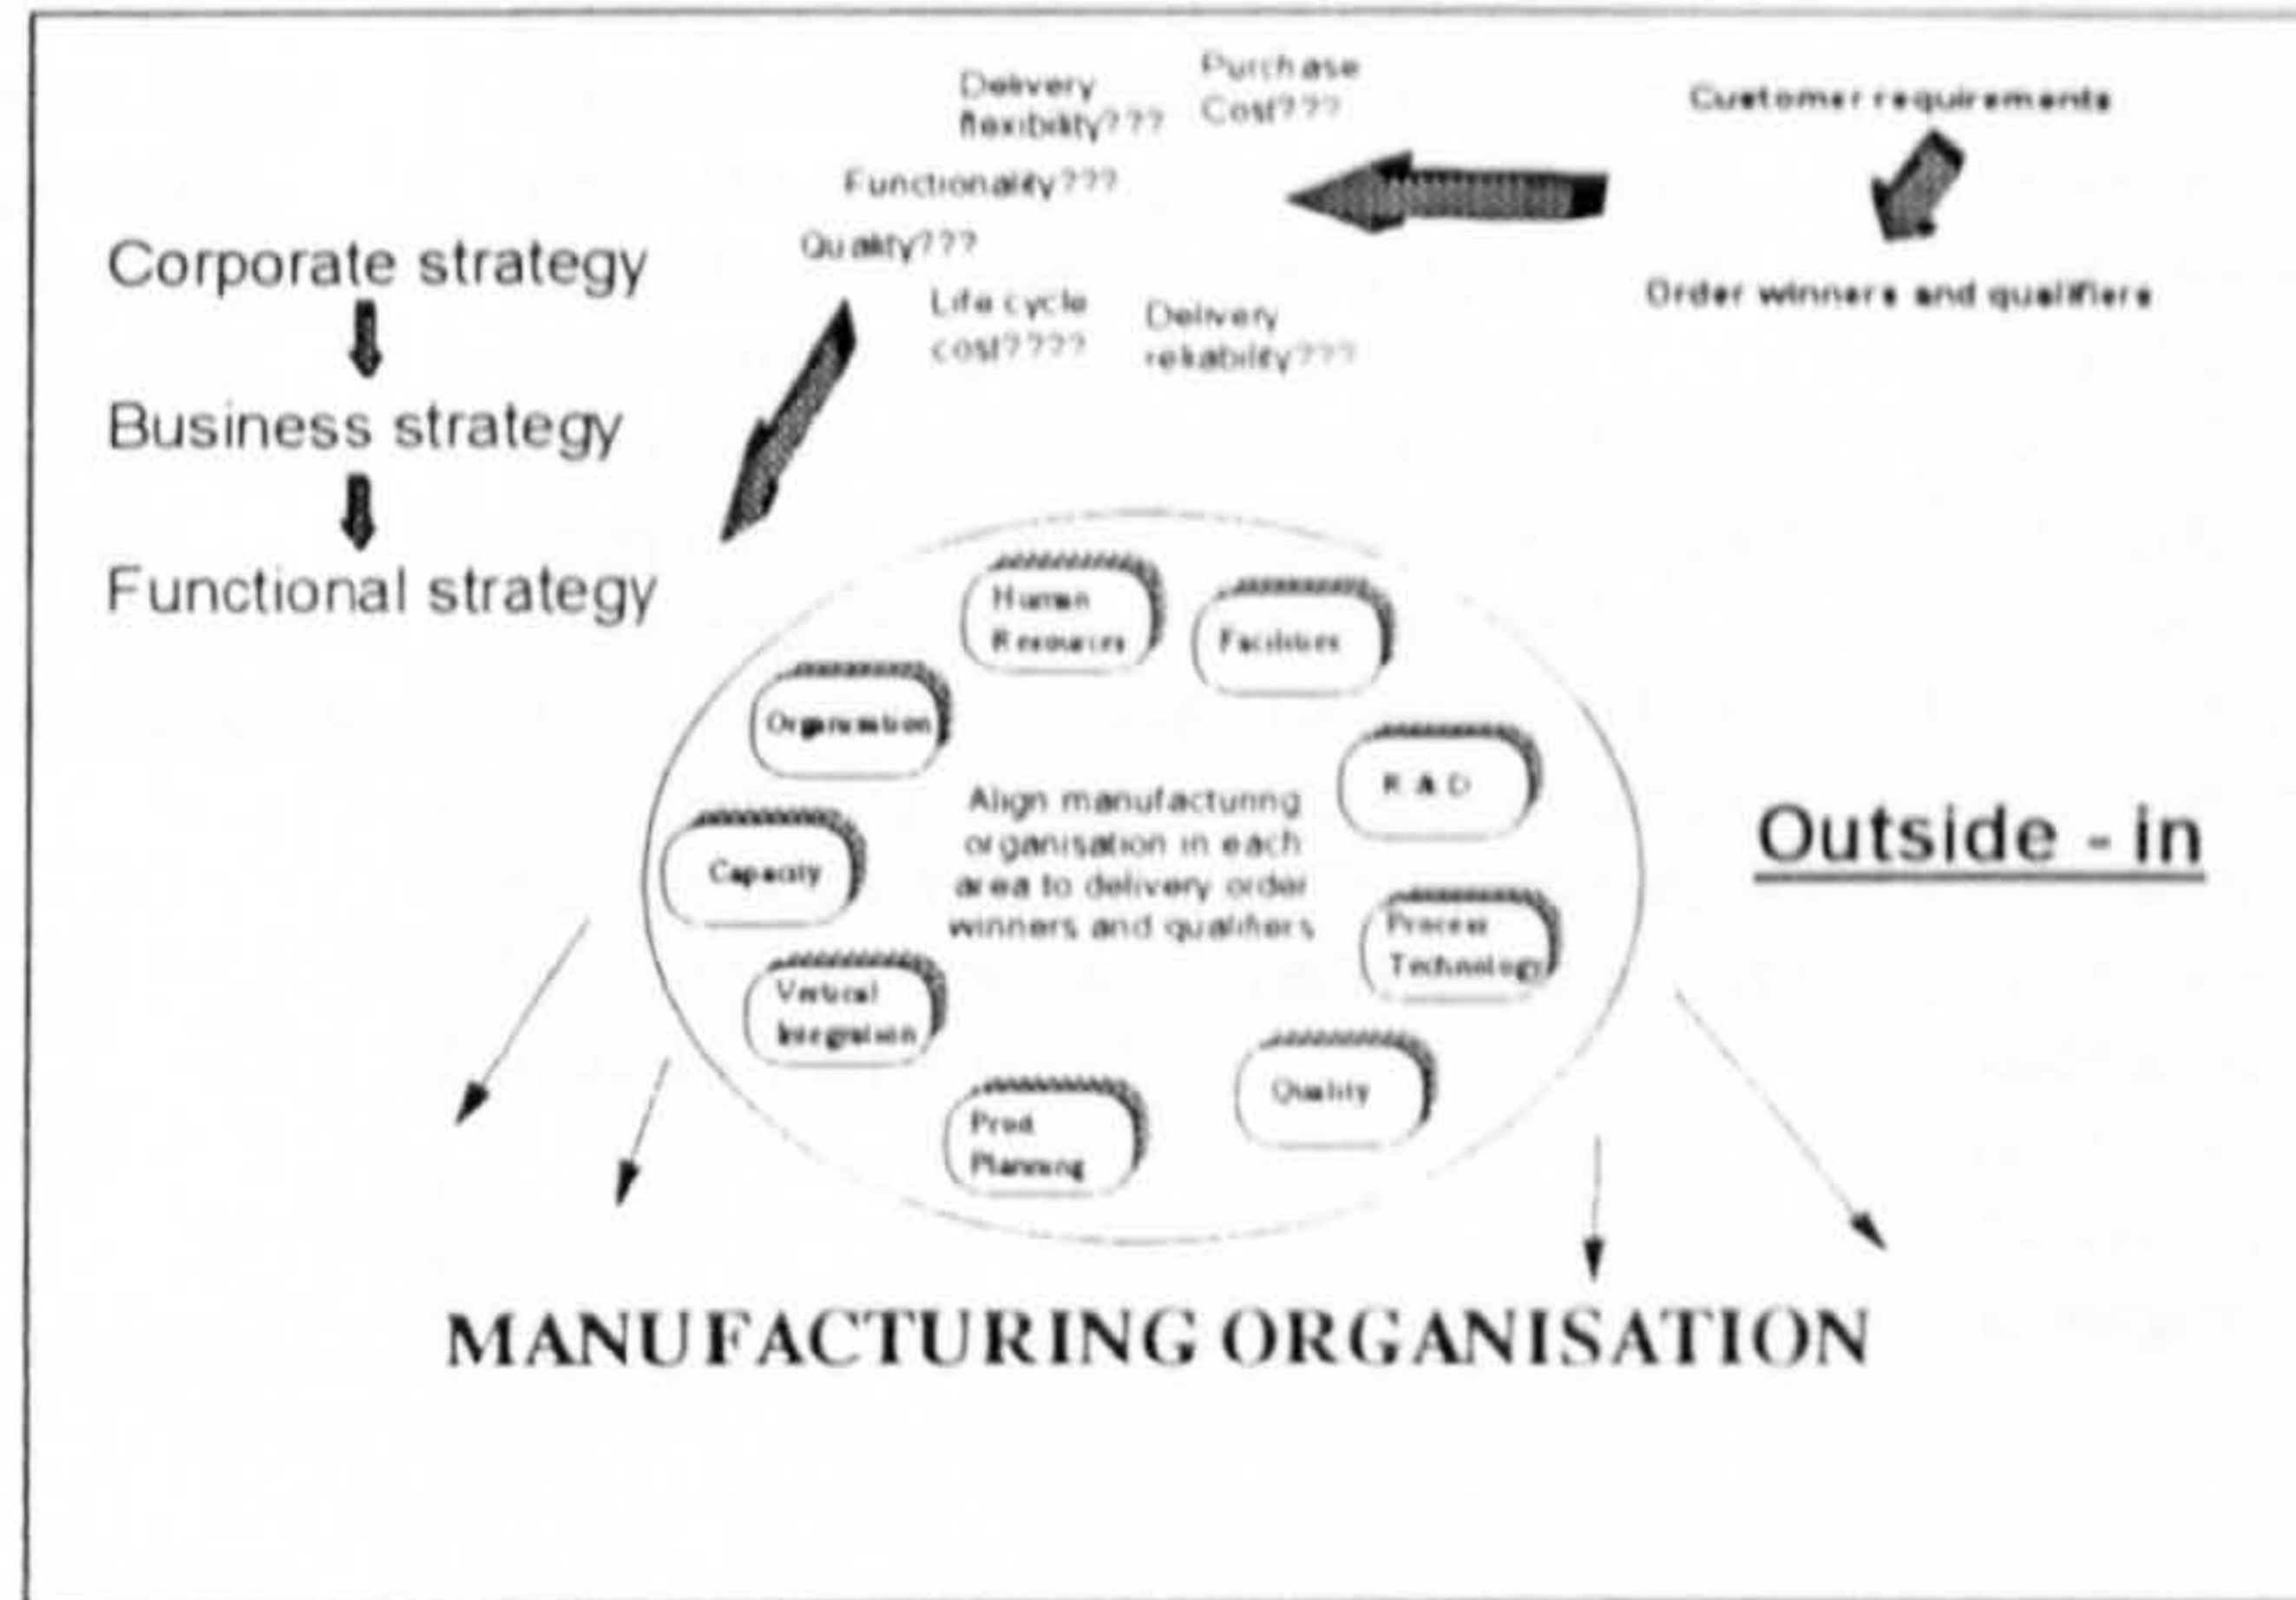 Delivery
flexibility???
Purchase
Cost???
Functionality???
Quality???
Life cycle
cost????
Delivery
reliability???
Customer requirements
Order winners and qualifiers
Corporate strategy
Business strategy
Functional strategy
Human
Resources
Facilities
Organisation
R & D
Capacity
Align manufacturing
organisation in each
area to delivery order
winners and qualifiers
Process
Technology
Vertical
Integration
Quality
Prod
Planning
Outside - in
MANUFACTURING ORGANISATION